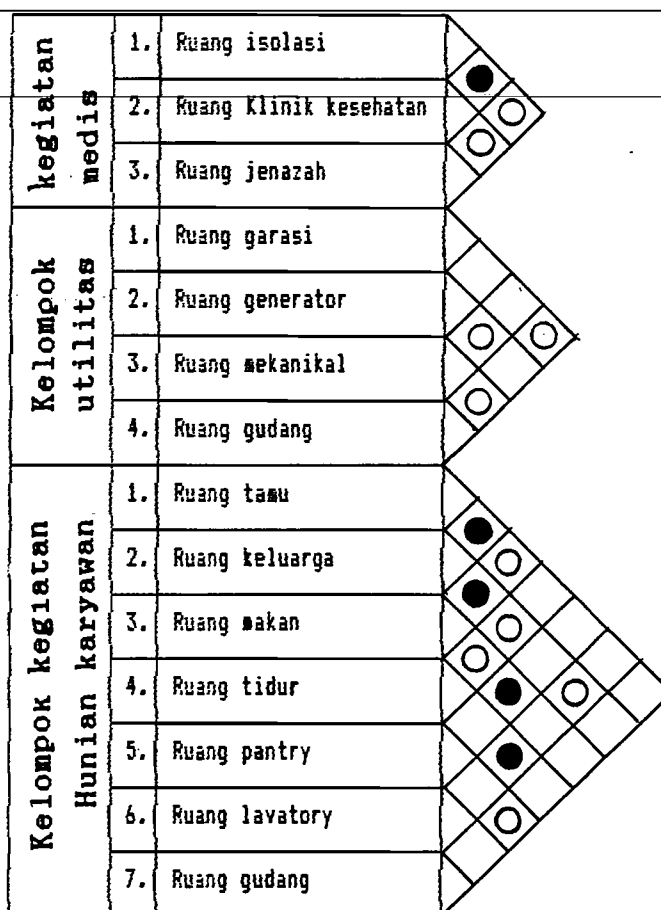 kegiatan
medis
1. Ruang isolasi
2. Ruang Klinik kesehatan
3. Ruang jenazah
Kelompok
utilitas
1. Ruang garasi
2. Ruang generator
3. Ruang mekanikal
4. Ruang gudang
Kelompok kegiatan
Hunian karyawan
1. Ruang tamu
2. Ruang keluarga
3. Ruang makan
4. Ruang tidur
5. Ruang pantry
6. Ruang lavatory
7. Ruang gudang